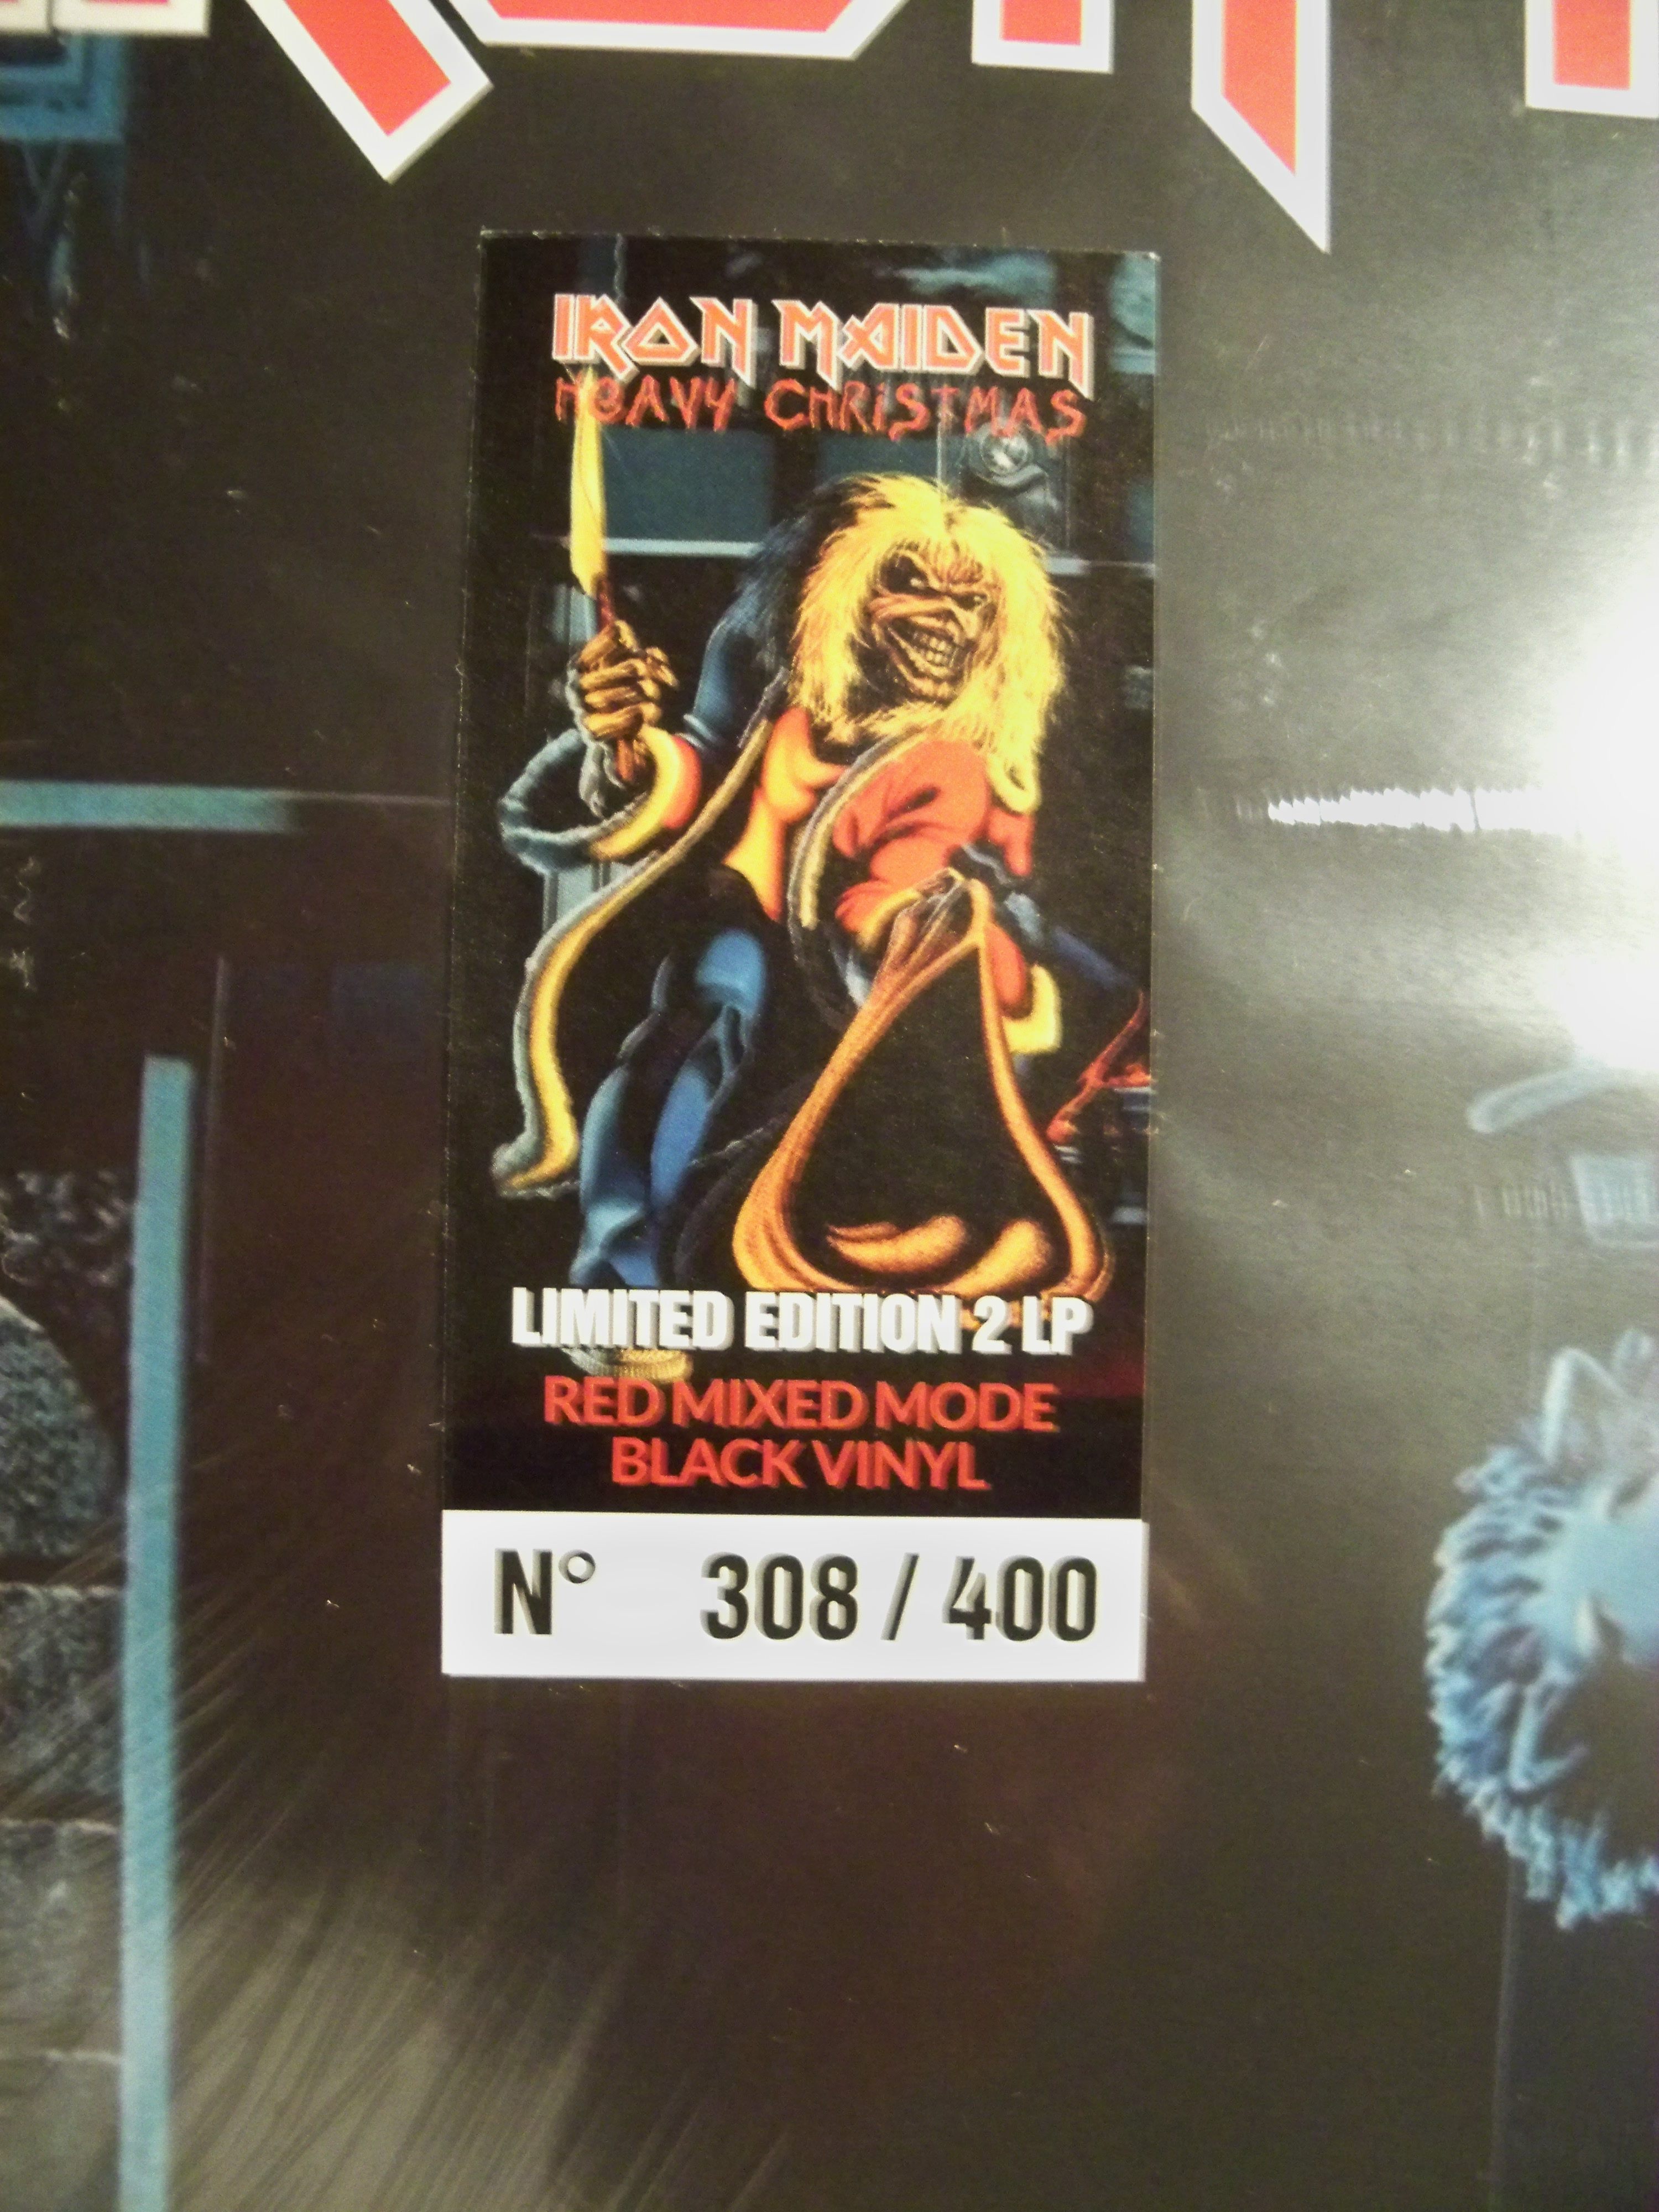 IRON MAIDEN
HEAVY CHRISTMAS
LIMITED EDITION 2 LP
RED MIXED MODE
BLACK VINYL
N° 308 / 400